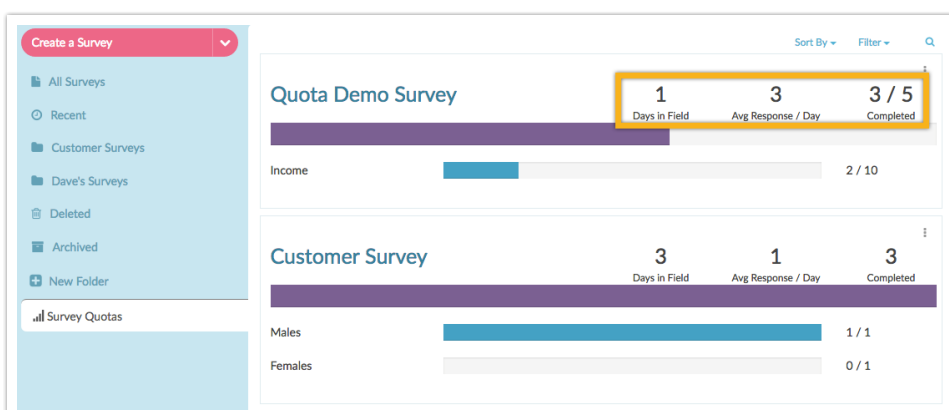 Create a Survey
All Surveys
Recent
Customer Surveys
Dave's Surveys
Deleted
Archived
New Folder
Survey Quotas
Sort By Filter
Quota Demo Survey
1 3 3 / 5
Days in Field Avg Response / Day Completed
Income 2 / 10
Customer Survey
3 1 3
Days in Field Avg Response / Day Completed
Males 1 / 1
Females 0 / 1